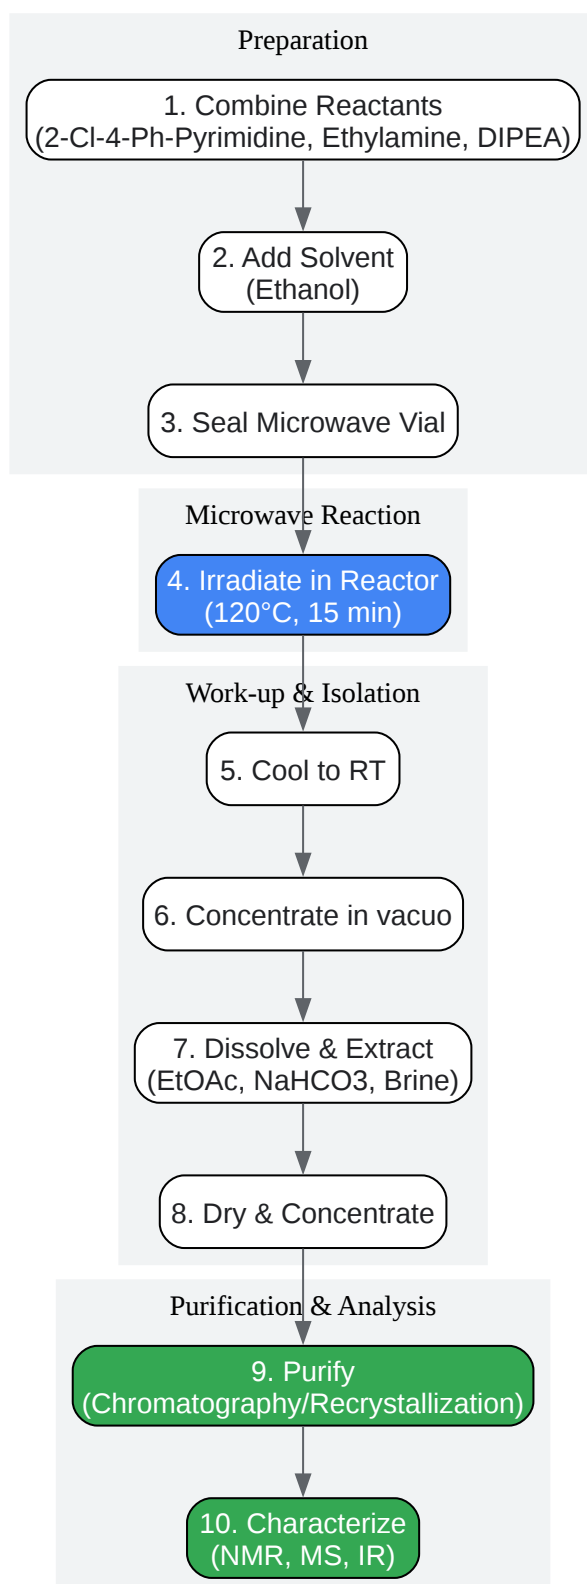 Preparation
1. Combine Reactants
(2-Cl-4-Ph-Pyrimidine, Ethylamine, DIPEA)
2. Add Solvent
(Ethanol)
3. Seal Microwave Vial
Microwave Reaction
4. Irradiate in Reactor
(120°C, 15 min)
Work-up & Isolation
5. Cool to RT
6. Concentrate in vacuo
7. Dissolve & Extract
(EtOAc, NaHCO3, Brine)
8. Dry & Concentrate
Purification & Analysis
9. Purify
(Chromatography/Recrystallization)
10. Characterize
(NMR, MS, IR)